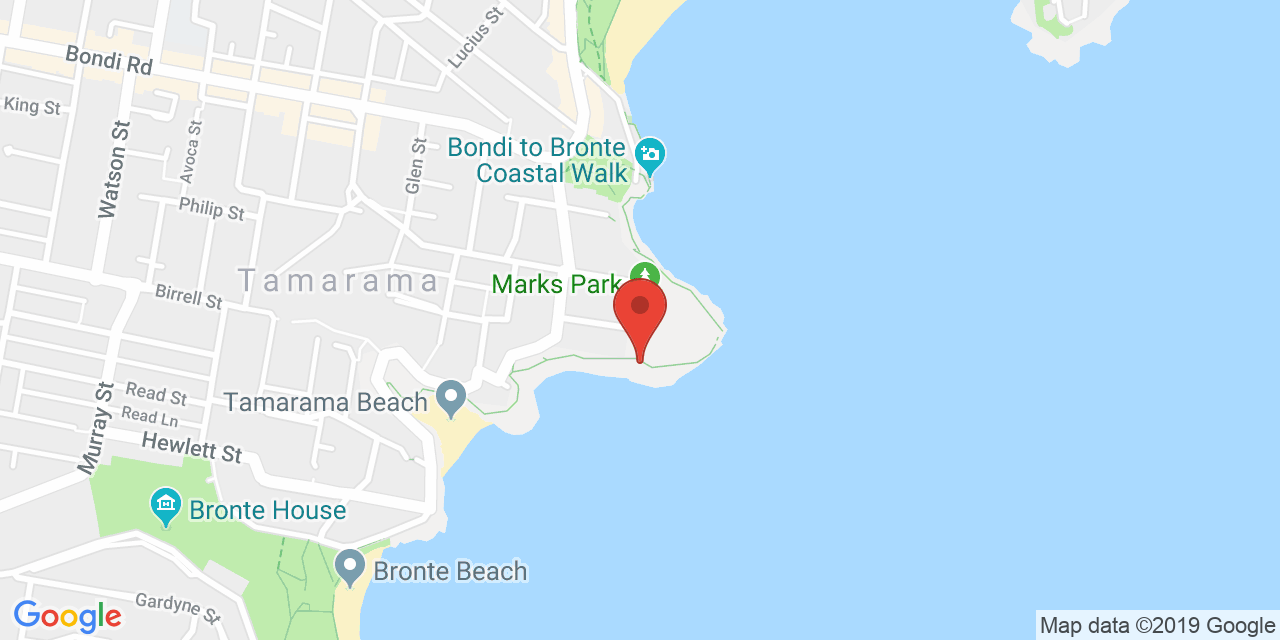 Lucius St
Bondi Rd
King St
Watson St
Avoca St
Glen St
Bondi to Bronte
Coastal Walk
Philip St
Tamarama
Marks Park
Birrell St
Read St
Read Ln
Tamarama Beach
Murray St
Hewlett St
Bronte House
Bronte Beach
Gardyne St
Google
Map data ©2019 Google